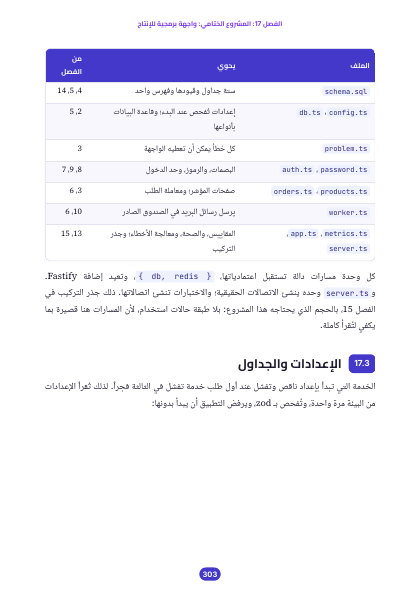 الفصل 17: المشروع الختامي: واجهة برمجية للإنتاج
الملف يحوي من الفصل
schema.sql سبع جداول وقيودها وفهرس واحد 4، 5، 14
config.ts ، db.ts إعدادات تُفحص عند البدء؛ وقاعدة البيانات بأنواعها 2، 5
problem.ts كل خطأ يمكن أن تعطيه الواجهة 3
password.ts ، auth.ts البصمات، والرموز، وحد الدخول 7، 8، 9
products.ts ، orders.ts صفحات المؤشر؛ ومعاملة الطلب 3، 6
worker.ts يرسل رسائل البريد في الصندوق الصادر 6، 10
metrics.ts ، app.ts ، server.ts المقاييس، والصحة، ومعالجة الأخطاء؛ وجذر التركيب 13، 15
كل وحدة مسارات دالة تستقبل اعتمادياتها، { db, redis } ، وتعيد إضافة Fastify.
و server.ts وحده ينشئ الاتصالات الحقيقية؛ والاختبارات تنشئ اتصالاتها. ذلك جذر التركيب في
الفصل 15، بالحجم الذي يحتاجه هذا المشروع: بلا طبقة حالات استخدام، لأن المسارات هنا قصيرة بما
يكفي لتُقرأ كاملة.
17.3 الإعدادات والجداول
الخدمة التي تبدأ بإعداد ناقص وتفشل عند أول طلب خدمة تفشل في الثالثة فجراً. لذلك تُقرأ الإعدادات
من البيئة مرة واحدة، وتُفحص بـ zod، ويرفض التطبيق أن يبدأ بدونها:
303